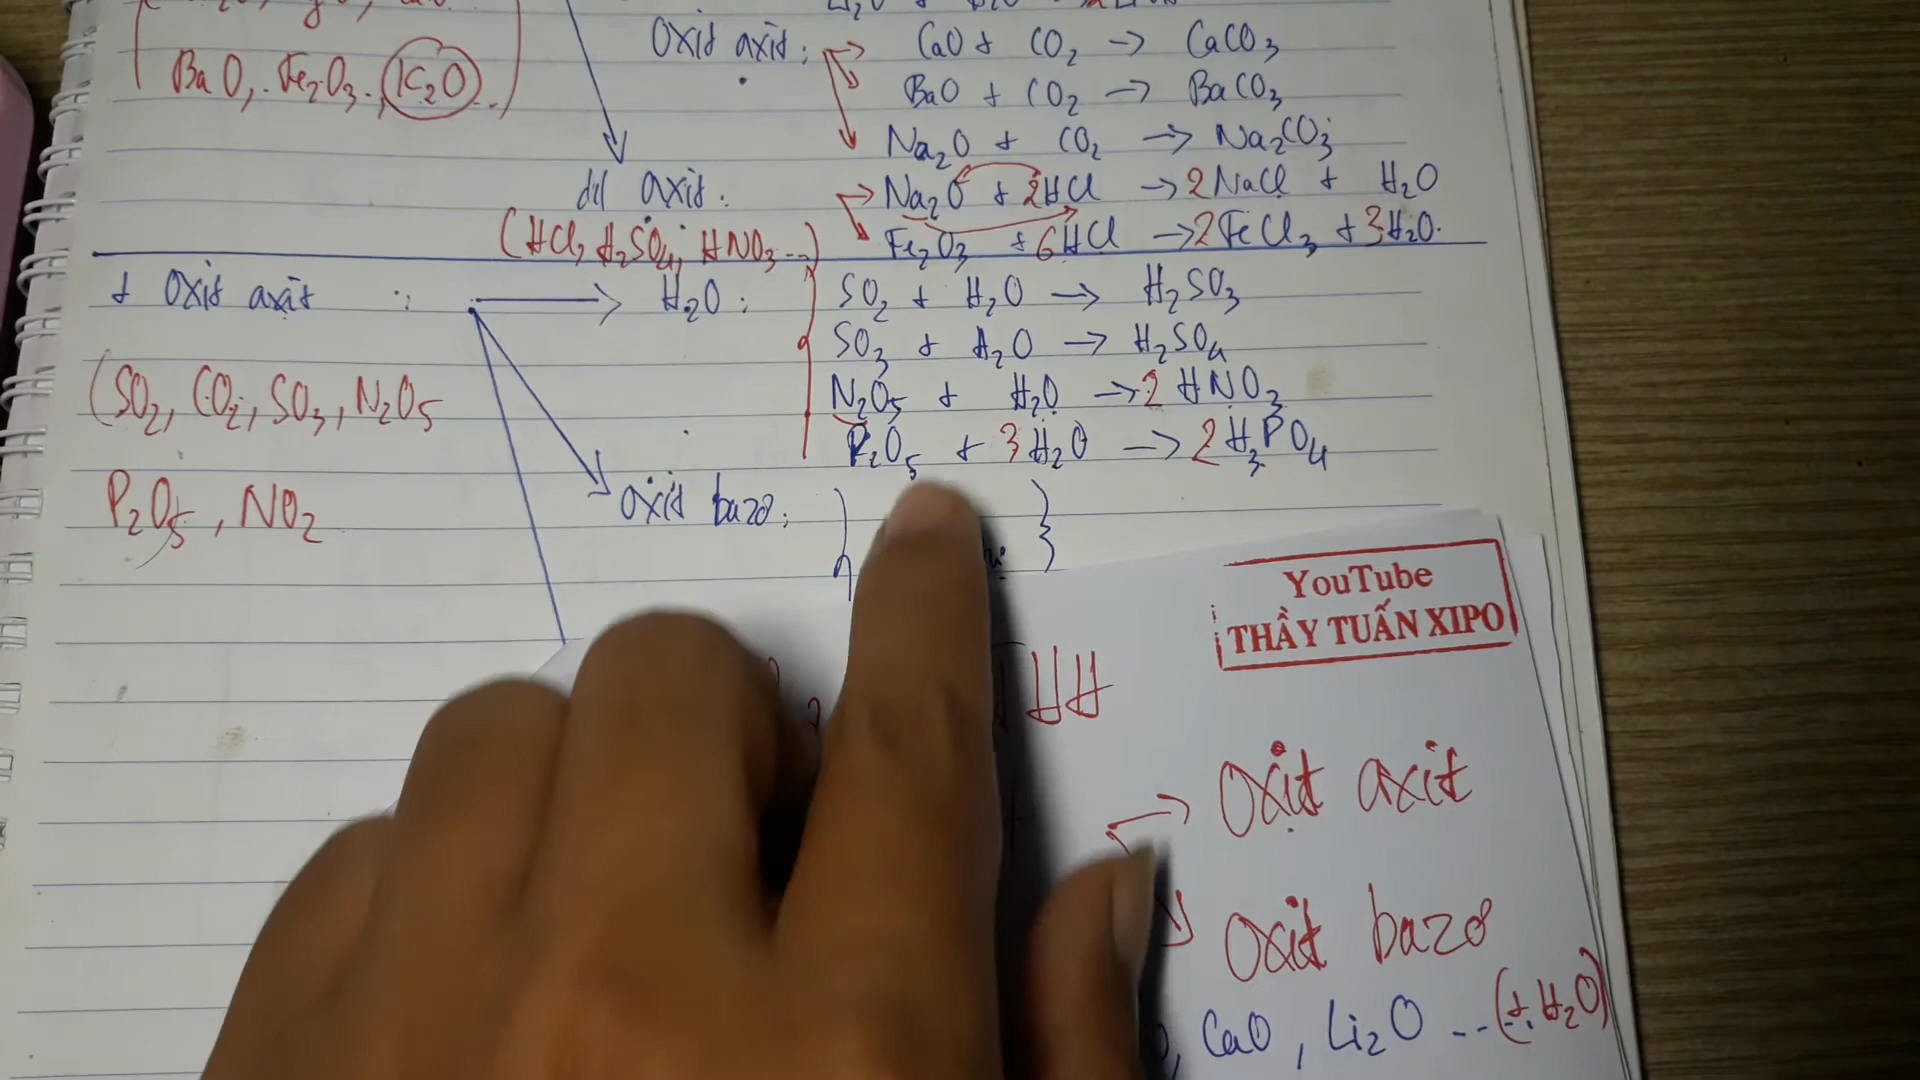 Oxit axit: CaO + CO2 → CaCO3
BaO, Fe2O3, K2O..)
BaO + CO2 → BaCO3
Na2O + CO2 → Na2CO3
dd axit: Na2O + 2HCl → 2NaCl + H2O
(HCl, H2SO4, HNO3...) Fe2O3 + 6HCl → 2FeCl3 + 3H2O.
+ Oxit axit : → H2O: SO2 + H2O → H2SO3
SO3 + H2O → H2SO4
(SO2, CO2, SO3, N2O5 N2O5 + H2O → 2HNO3
P2O5 + 3H2O → 2H3PO4
P2O5, NO2 Oxit bazơ:
YouTube
THẦY TUẤN XIPO
→ Oxit axit
Oxit bazơ
, CaO, Li2O ... (+ H2O)